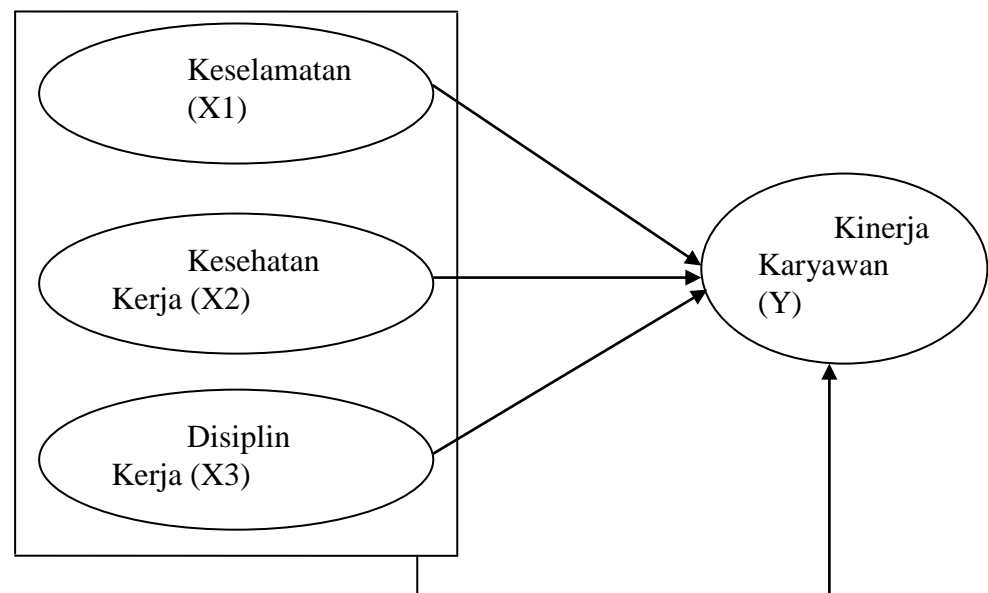 Keselamatan
(X1)
Kesehatan
Kerja (X2)
Disiplin
Kerja (X3)
Kinerja
Karyawan
(Y)